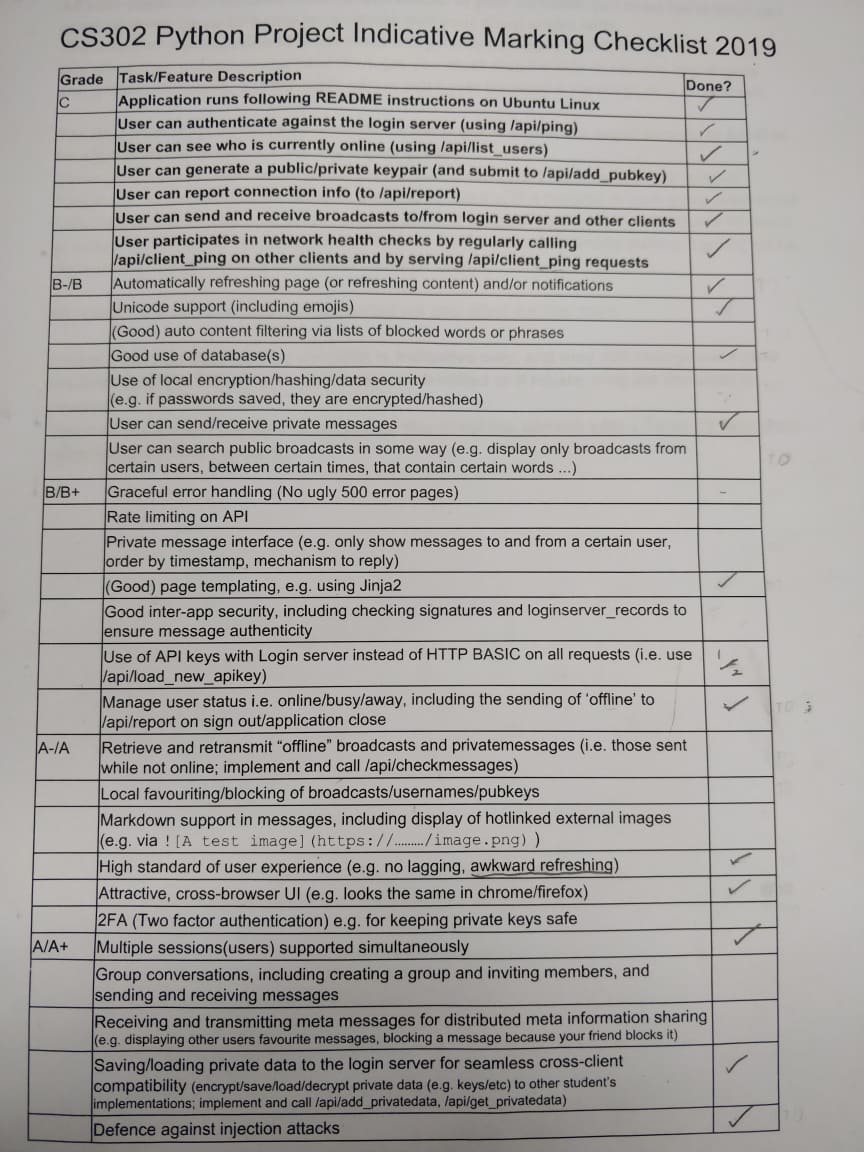 CS302 Python Project Indicative Marking Checklist 2019
Grade Task/Feature Description Done?
C Application runs following README instructions on Ubuntu Linux ✓
User can authenticate against the login server (using /api/ping) ✓
User can see who is currently online (using /api/list_users) ✓
User can generate a public/private keypair (and submit to /api/add_pubkey) ✓
User can report connection info (to /api/report) ✓
User can send and receive broadcasts to/from login server and other clients ✓
User participates in network health checks by regularly calling
/api/client_ping on other clients and by serving /api/client_ping requests ✓
B-/B Automatically refreshing page (or refreshing content) and/or notifications ✓
Unicode support (including emojis) ✓
(Good) auto content filtering via lists of blocked words or phrases
Good use of database(s) ✓
Use of local encryption/hashing/data security
(e.g. if passwords saved, they are encrypted/hashed)
User can send/receive private messages ✓
User can search public broadcasts in some way (e.g. display only broadcasts from
certain users, between certain times, that contain certain words ...)
B/B+ Graceful error handling (No ugly 500 error pages) -
Rate limiting on API
Private message interface (e.g. only show messages to and from a certain user,
order by timestamp, mechanism to reply)
(Good) page templating, e.g. using Jinja2 ✓
Good inter-app security, including checking signatures and loginserver_records to
ensure message authenticity
Use of API keys with Login server instead of HTTP BASIC on all requests (i.e. use
/api/load_new_apikey) 1/2
Manage user status i.e. online/busy/away, including the sending of ‘offline’ to
/api/report on sign out/application close ✓
A-/A Retrieve and retransmit “offline” broadcasts and privatemessages (i.e. those sent
while not online; implement and call /api/checkmessages)
Local favouriting/blocking of broadcasts/usernames/pubkeys
Markdown support in messages, including display of hotlinked external images
(e.g. via ![A test image](https://........./image.png) )
High standard of user experience (e.g. no lagging, awkward refreshing) ✓
Attractive, cross-browser UI (e.g. looks the same in chrome/firefox) ✓
2FA (Two factor authentication) e.g. for keeping private keys safe
A/A+ Multiple sessions(users) supported simultaneously ✓
Group conversations, including creating a group and inviting members, and
sending and receiving messages
Receiving and transmitting meta messages for distributed meta information sharing
(e.g. displaying other users favourite messages, blocking a message because your friend blocks it)
Saving/loading private data to the login server for seamless cross-client
compatibility (encrypt/save/load/decrypt private data (e.g. keys/etc) to other student's
implementations; implement and call /api/add_privatedata, /api/get_privatedata) ✓
Defence against injection attacks ✓